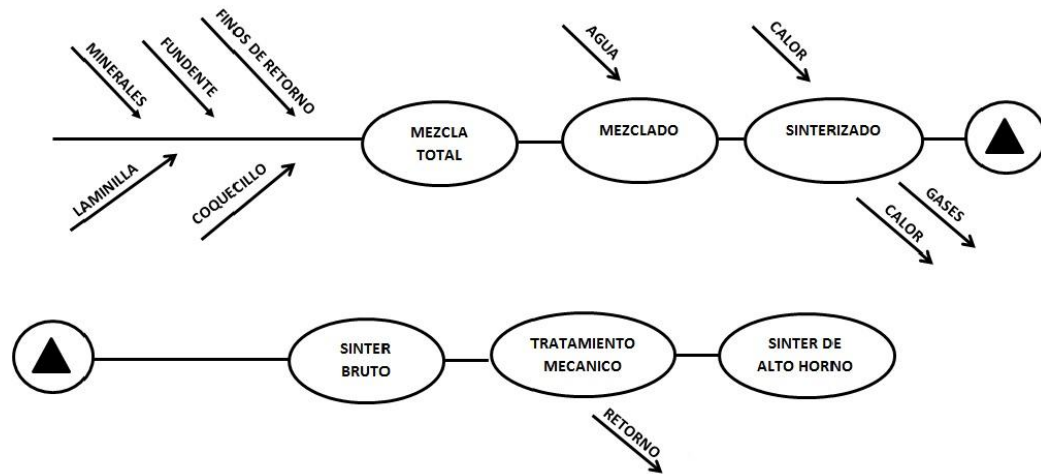 MINERALES
FUNDENTE
FINOS DE RETORNO
LAMINILLA
COQUECILLO
MEZCLA
TOTAL
AGUA
MEZCLADO
CALOR
SINTERIZADO
CALOR
GASES
SINTER
BRUTO
TRATAMIENTO
MECANICO
RETORNO
SINTER DE
ALTO HORNO